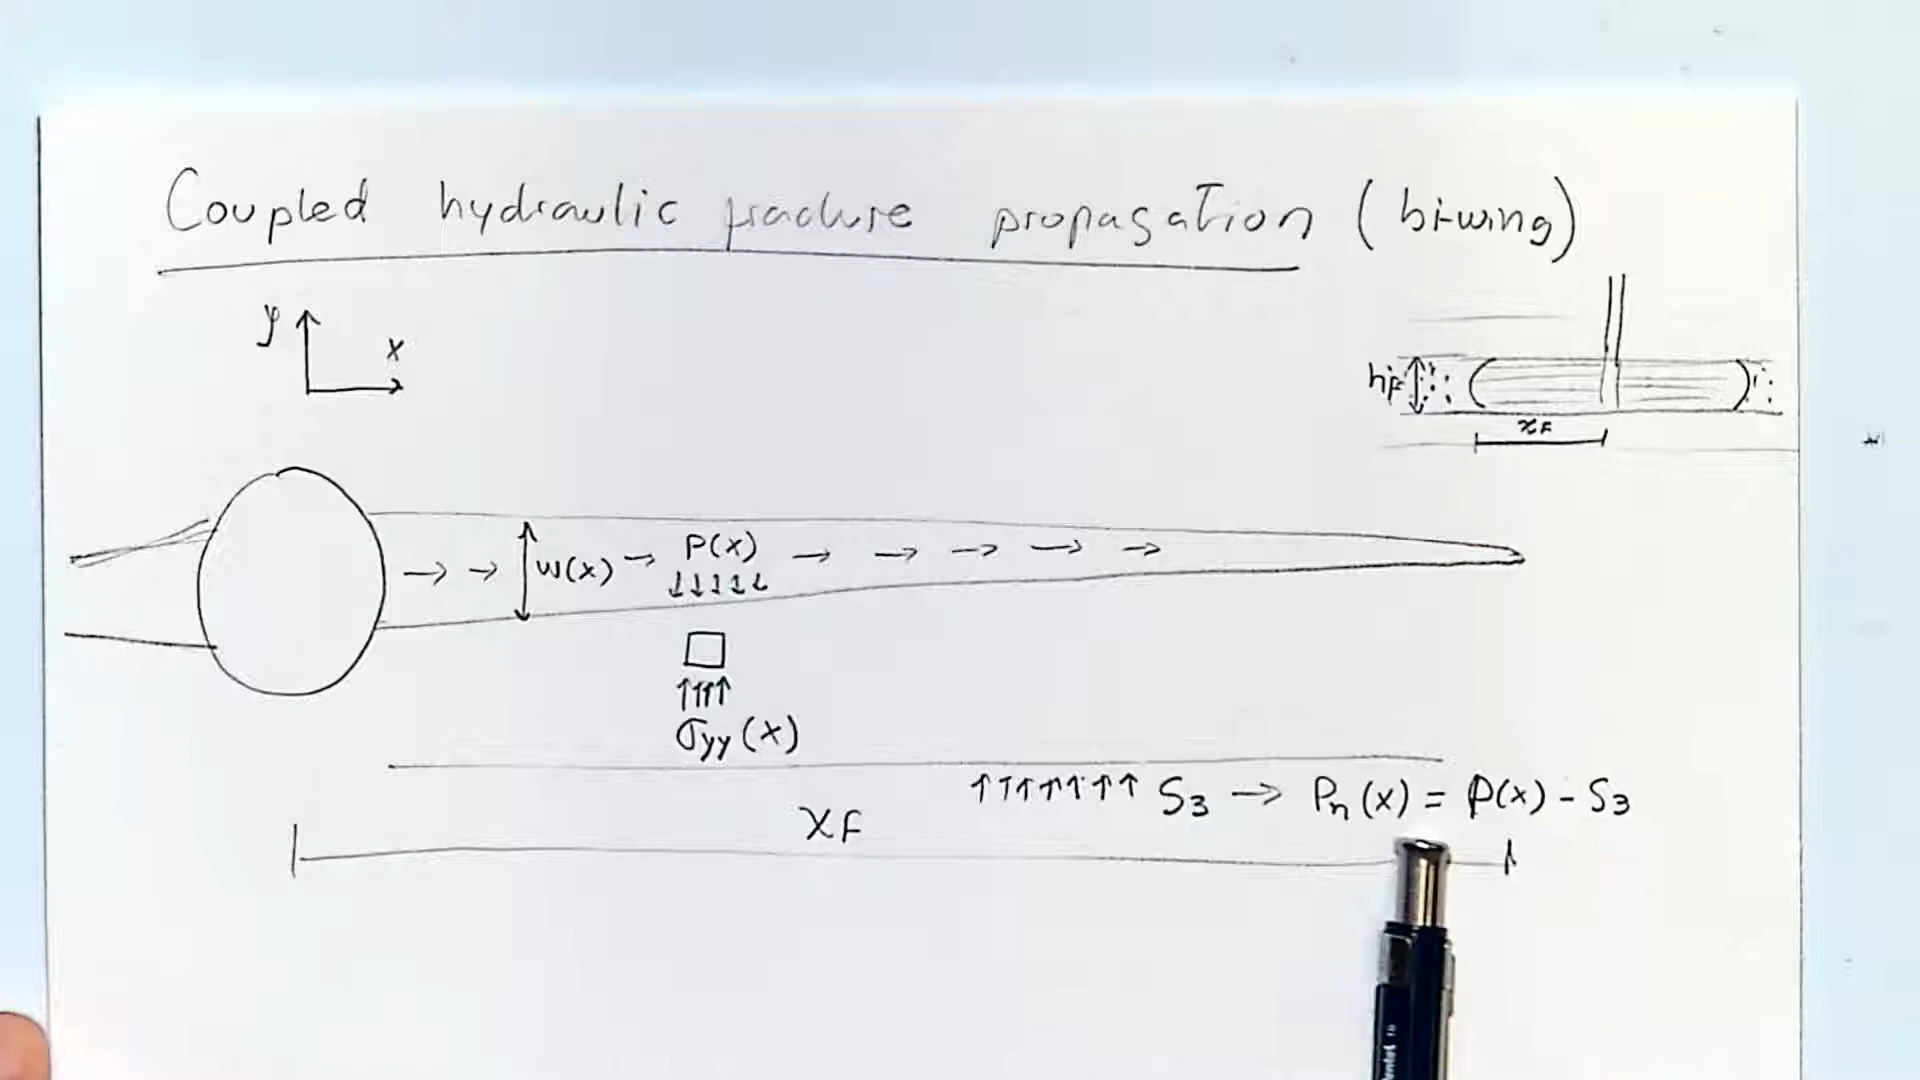 Coupled hydraulic fracture propagation (bi-wing)
y
x
hF
xF
w(x)
P(x)
σyy(x)
S3 → Pn(x) = P(x) - S3
xF